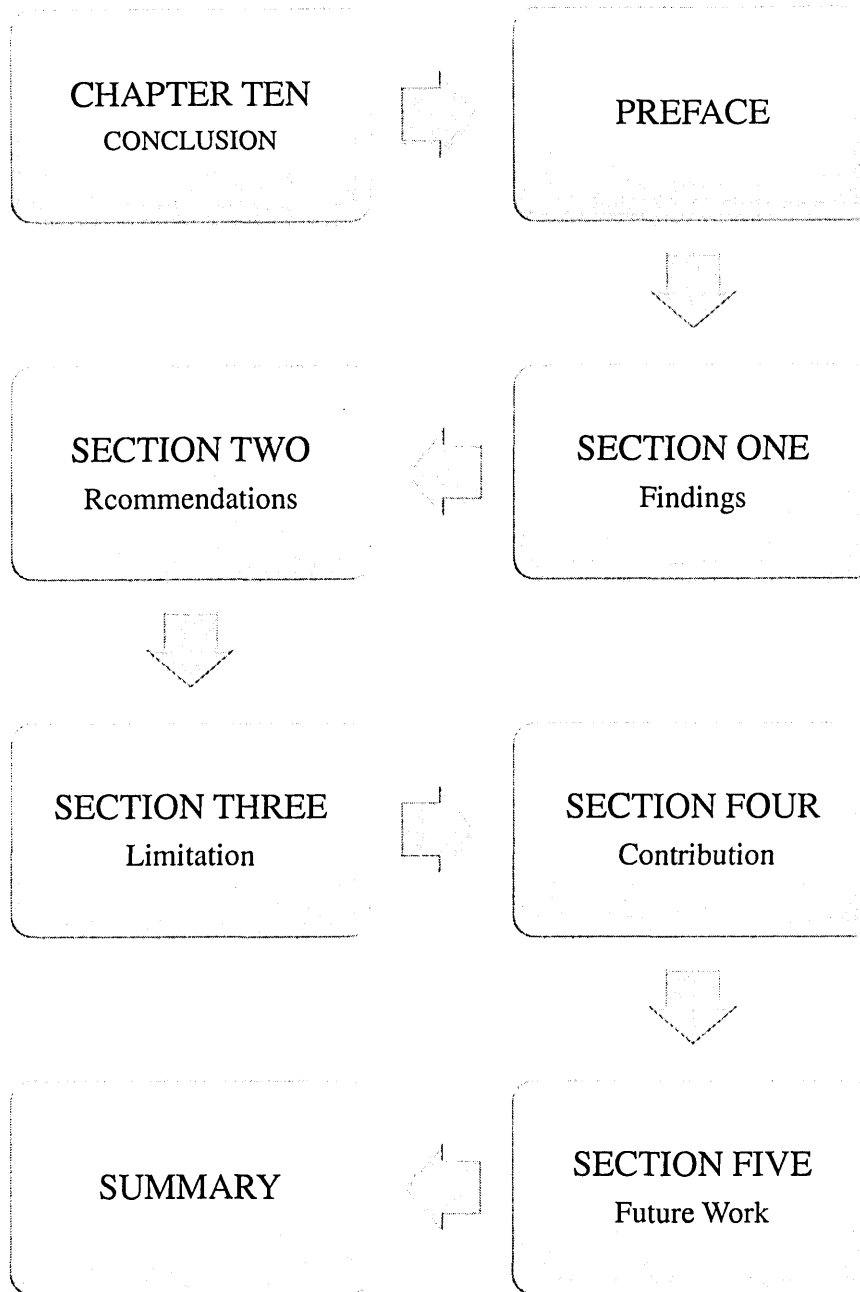 CHAPTER TEN
CONCLUSION
PREFACE
SECTION ONE
Findings
SECTION TWO
Rcommendations
SECTION THREE
Limitation
SECTION FOUR
Contribution
SECTION FIVE
Future Work
SUMMARY